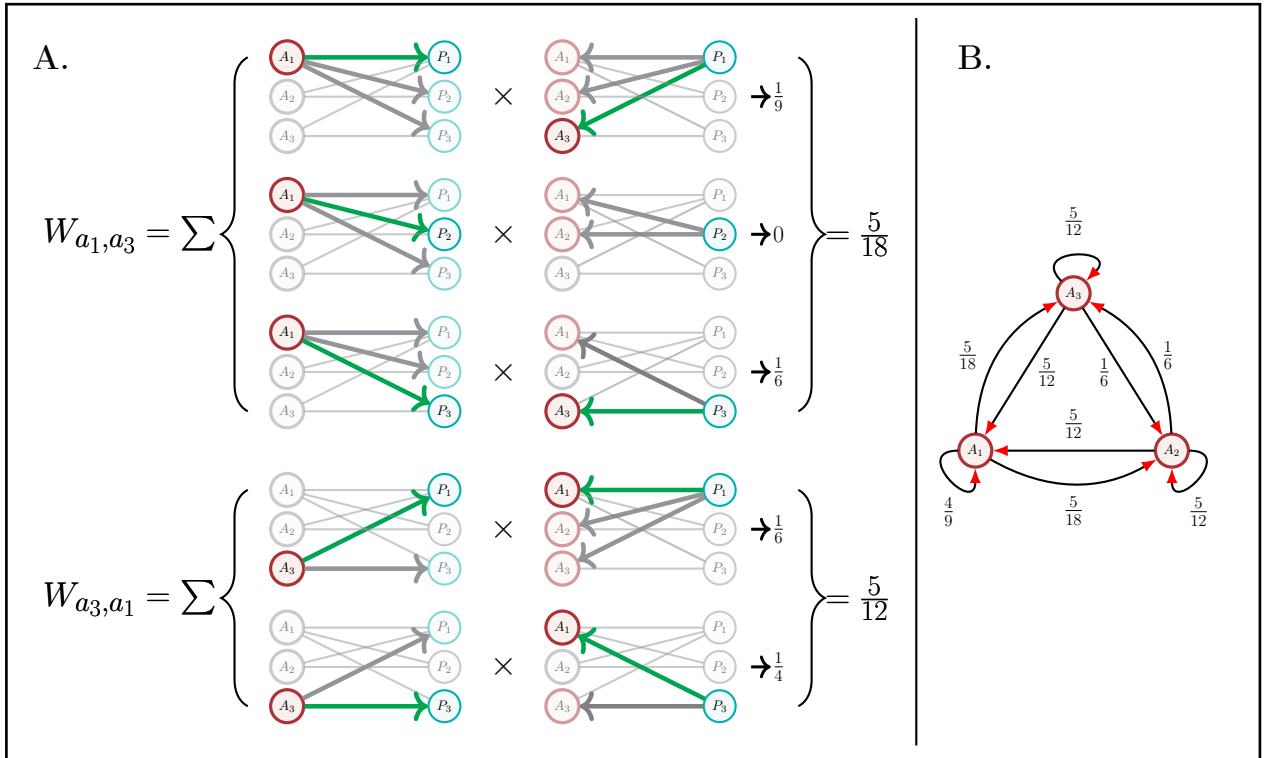 A.
B.
A₁ P₁ P₁
A₁
A₂ P₂ × A₂ P₂ → 1/9
A₃ P₃ A₃ P₃
A₁ P₁ A₁ P₁
W_{a₁,a₃} = ∑ { A₂ P₂ × A₂ P₂ → 0 } = 5/18
A₃ P₃ A₃ P₃
A₁ P₁ A₁ P₁
A₂ P₂ × A₂ P₂ → 1/6
A₃ P₃ A₃ P₃
A₁ P₁ A₁ P₁
A₂ P₂ × A₂ P₂ → 1/6
A₃ P₃ A₃ P₃
W_{a₃,a₁} = ∑ { } = 5/12
A₁ P₁ A₁ P₁
A₂ P₂ × A₂ P₂ → 1/4
A₃ P₃ A₃ P₃
5/12
A₃
5/18 5/12 1/6 1/6
5/12
A₁ A₂
4/9 5/18 5/12